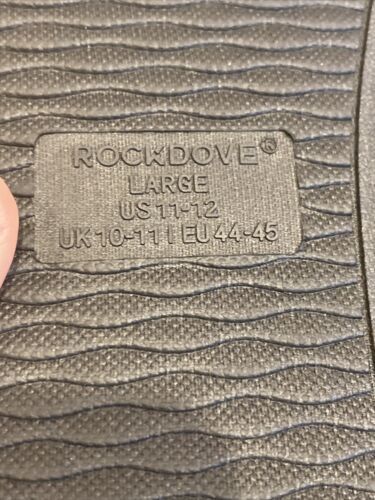 ROCKDOVE®
LARGE
US 11-12
UK 10-11 | EU 44-45